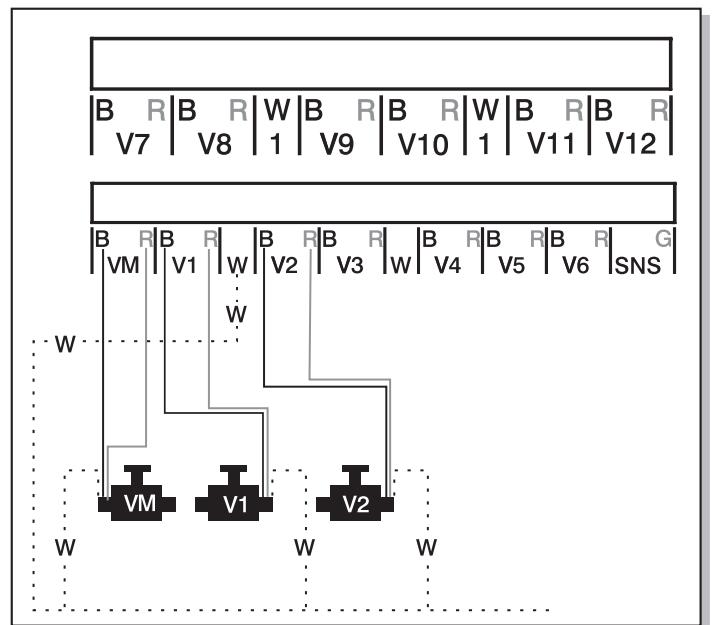 B R B R W B R B R W B R B R
V7 V8 1 V9 V10 1 V11 V12
B R B R B R B R B R B R B R G
VM V1 W V2 V3 W V4 V5 V6 SNS
W
W
VM V1 V2
W W W